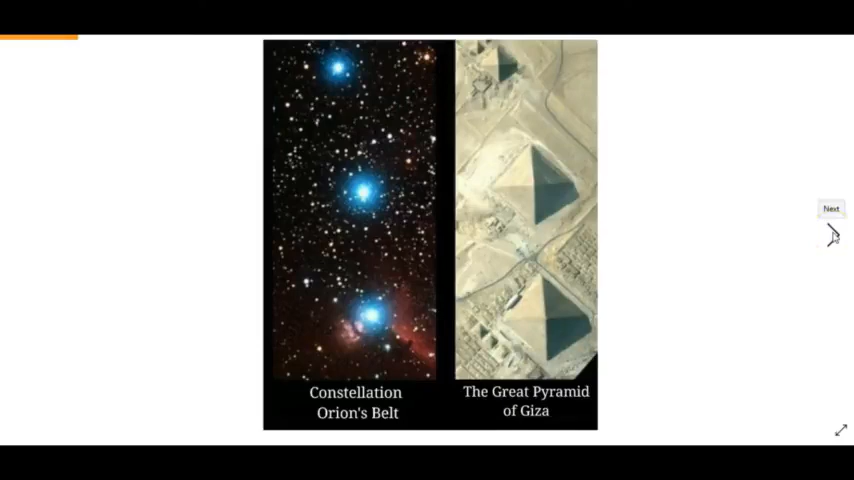 Constellation
Orion's Belt
The Great Pyramid
of Giza
Next